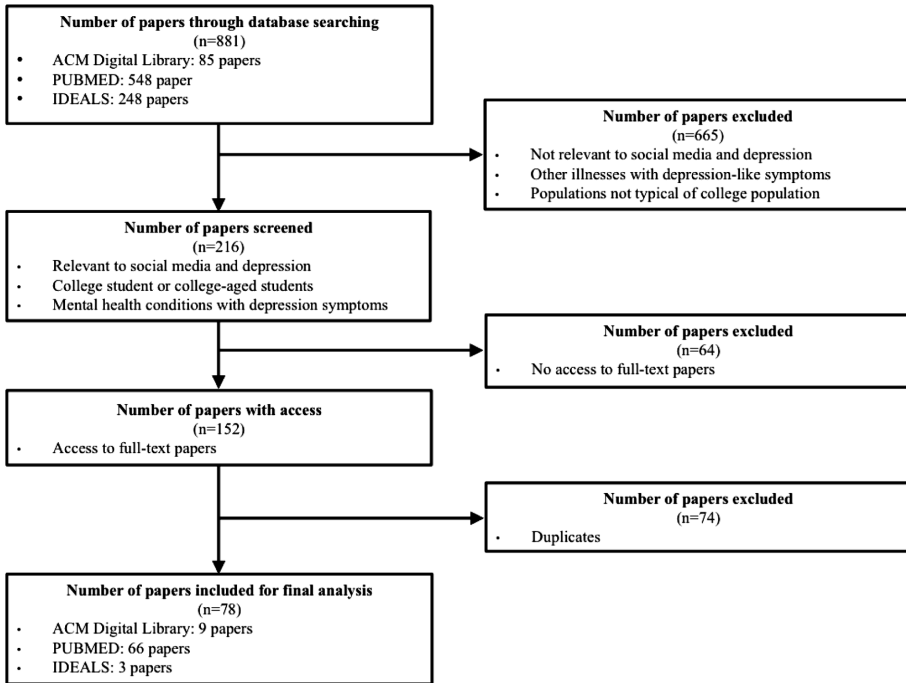 Number of papers through database searching
(n=881)
• ACM Digital Library: 85 papers
• PUBMED: 548 paper
• IDEALS: 248 papers
Number of papers excluded
(n=665)
· Not relevant to social media and depression
· Other illnesses with depression-like symptoms
· Populations not typical of college population
Number of papers screened
(n=216)
· Relevant to social media and depression
· College student or college-aged students
· Mental health conditions with depression symptoms
Number of papers excluded
(n=64)
· No access to full-text papers
Number of papers with access
(n=152)
· Access to full-text papers
Number of papers excluded
(n=74)
· Duplicates
Number of papers included for final analysis
(n=78)
· ACM Digital Library: 9 papers
· PUBMED: 66 papers
· IDEALS: 3 papers